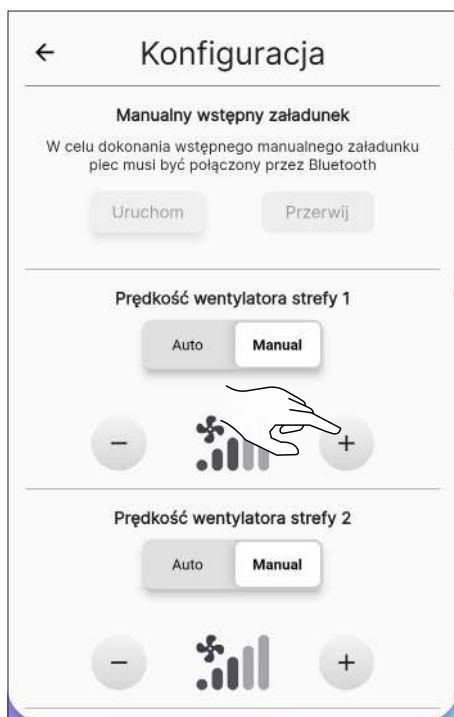 Konfiguracja
Manualny wstępny załadunek
W celu dokonania wstępnego manualnego załadunku
piec musi być połączony przez Bluetooth
Uruchom Przerwij
Prędkość wentylatora strefy 1
Auto Manual
Prędkość wentylatora strefy 2
Auto Manual